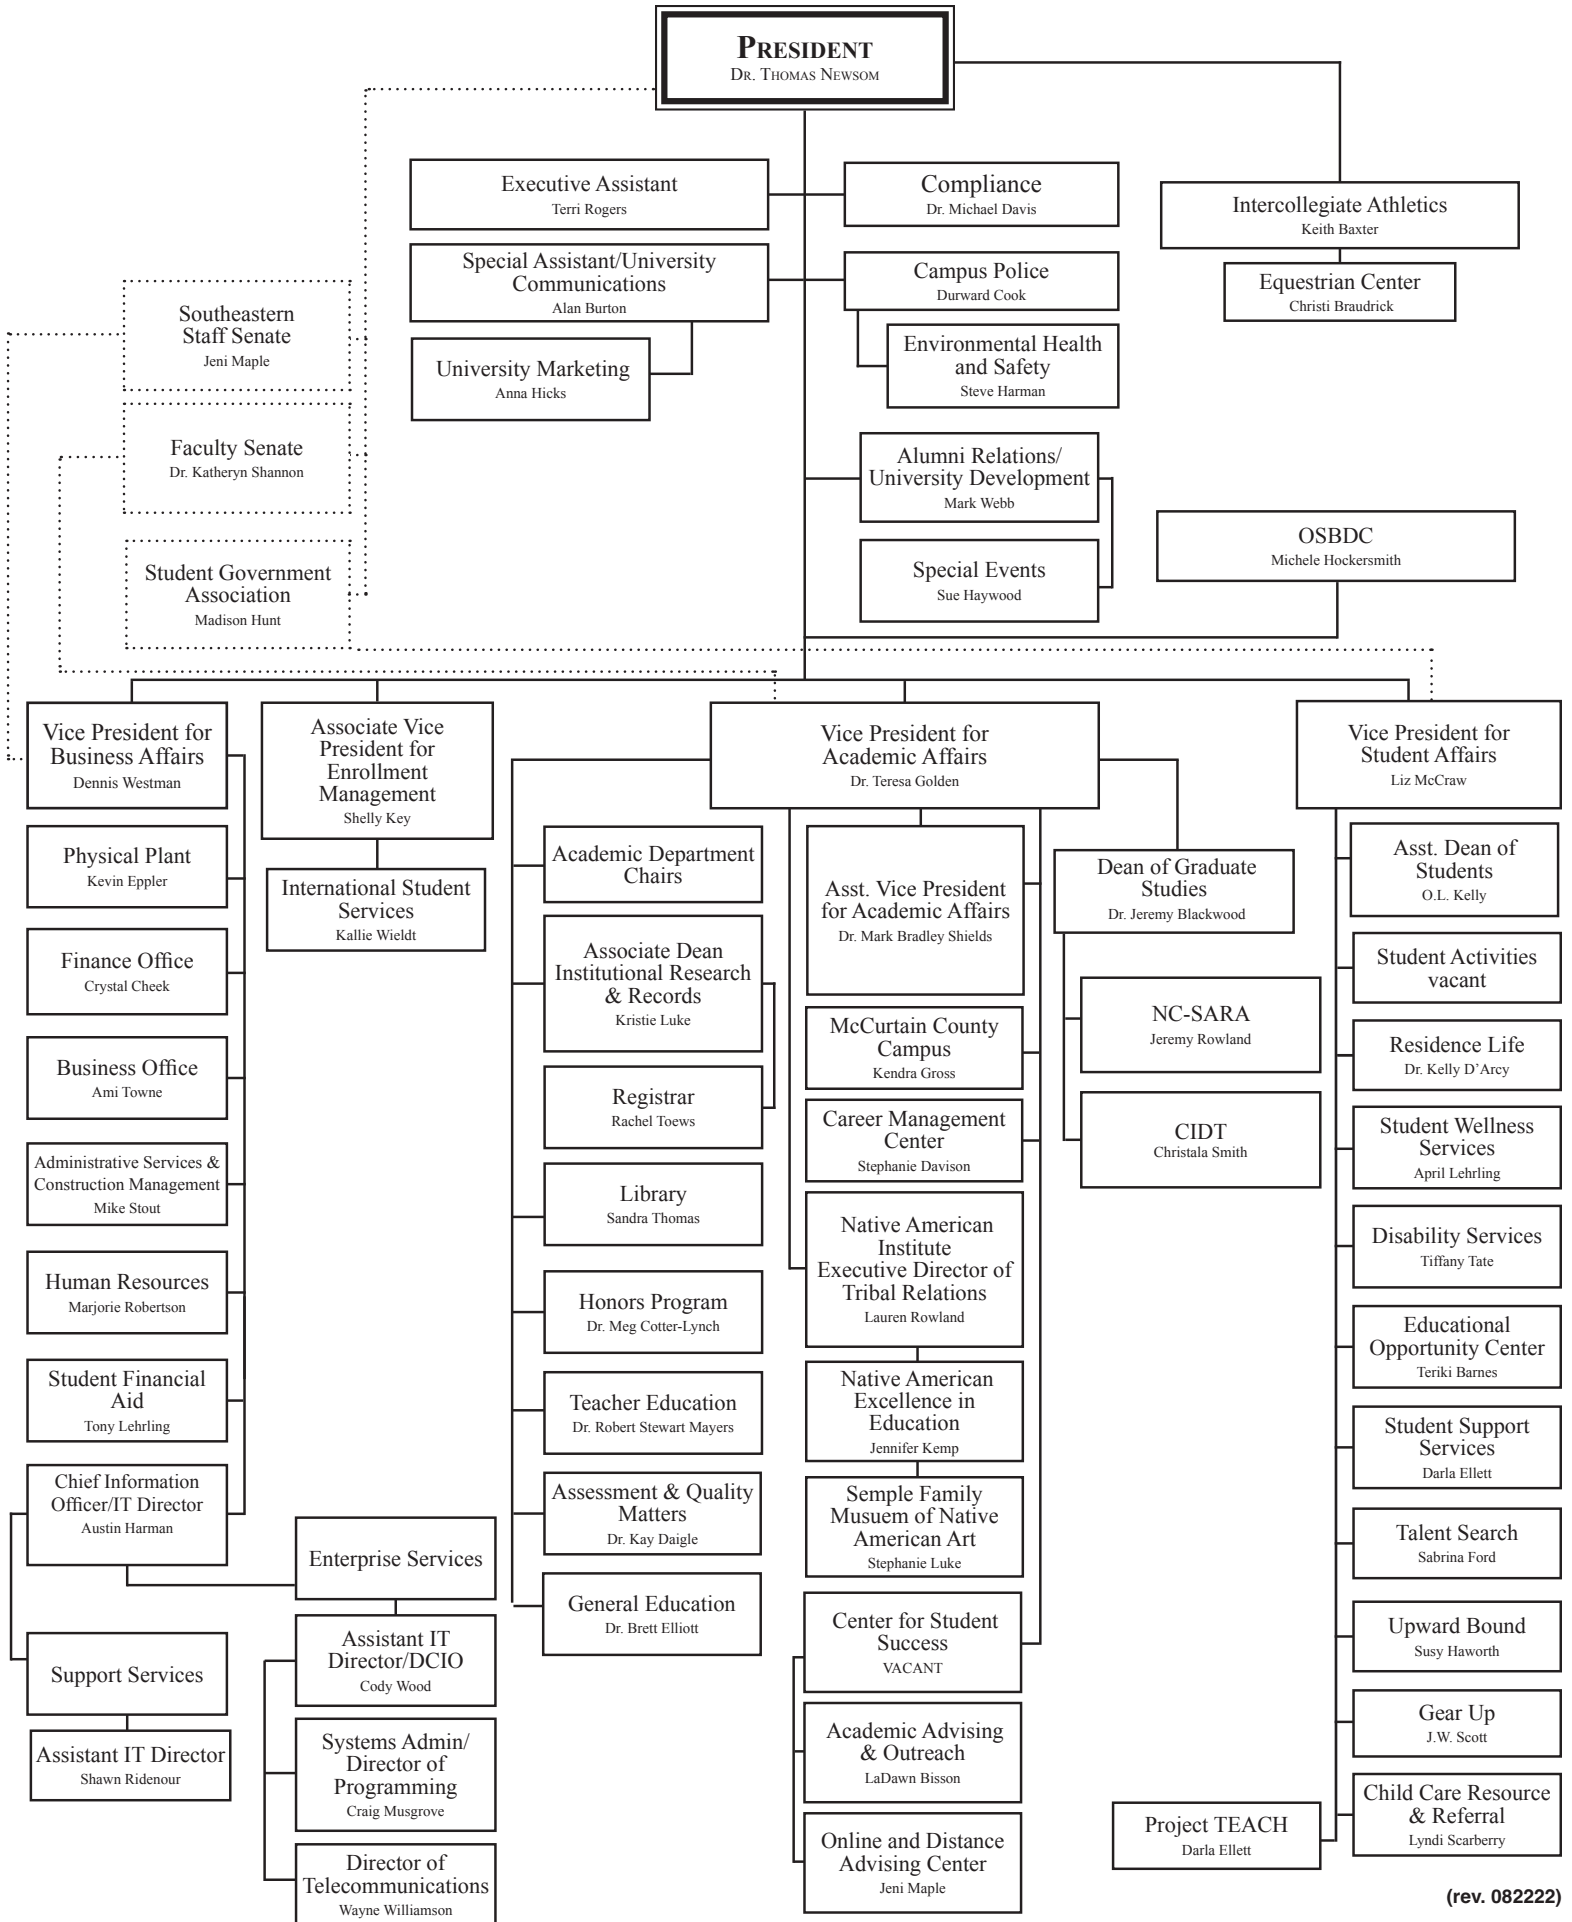 PRESIDENT
DR. THOMAS NEWSOM
Executive Assistant
Terri Rogers
Compliance
Dr. Michael Davis
Intercollegiate Athletics
Keith Baxter
Special Assistant/University
Communications
Alan Burton
Campus Police
Durward Cook
Equestrian Center
Christi Braudrick
Southeastern
Staff Senate
Jeni Maple
University Marketing
Anna Hicks
Environmental Health
and Safety
Steve Harman
Faculty Senate
Dr. Katheryn Shannon
Alumni Relations/
University Development
Mark Webb
OSBDC
Michele Hockersmith
Student Government
Association
Madison Hunt
Special Events
Sue Haywood
Vice President for
Business Affairs
Dennis Westman
Physical Plant
Kevin Eppler
Finance Office
Crystal Cheek
Business Office
Ami Towne
Administrative Services &
Construction Management
Mike Stout
Human Resources
Marjorie Robertson
Student Financial
Aid
Tony Lehrling
Chief Information
Officer/IT Director
Austin Harman
Support Services
Assistant IT Director
Shawn Ridenour
Associate Vice
President for
Enrollment
Management
Shelly Key
International Student
Services
Kallie Wieldt
Enterprise Services
Assistant IT
Director/DCIO
Cody Wood
Systems Admin/
Director of
Programming
Craig Musgrove
Director of
Telecommunications
Wayne Williamson
Vice President for
Academic Affairs
Dr. Teresa Golden
Academic Department
Chairs
Associate Dean
Institutional Research
& Records
Kristie Luke
Registrar
Rachel Toews
Library
Sandra Thomas
Honors Program
Dr. Meg Cotter-Lynch
Teacher Education
Dr. Robert Stewart Mayers
Assessment & Quality
Matters
Dr. Kay Daigle
General Education
Dr. Brett Elliott
Asst. Vice President
for Academic Affairs
Dr. Mark Bradley Shields
McCurtain County
Campus
Kendra Gross
Career Management
Center
Stephanie Davison
Native American
Institute
Executive Director of
Tribal Relations
Lauren Rowland
Native American
Excellence in
Education
Jennifer Kemp
Semple Family
Musuem of Native
American Art
Stephanie Luke
Center for Student
Success
VACANT
Academic Advising
& Outreach
LaDawn Bisson
Online and Distance
Advising Center
Jeni Maple
Dean of Graduate
Studies
Dr. Jeremy Blackwood
NC-SARA
Jeremy Rowland
CIDT
Christala Smith
Vice President for
Student Affairs
Liz McCraw
Asst. Dean of
Students
O.L. Kelly
Student Activities
vacant
Residence Life
Dr. Kelly D'Arcy
Student Wellness
Services
April Lehrling
Disability Services
Tiffany Tate
Educational
Opportunity Center
Teriki Barnes
Student Support
Services
Darla Ellett
Talent Search
Sabrina Ford
Upward Bound
Susy Haworth
Gear Up
J.W. Scott
Child Care Resource
& Referral
Lyndi Scarberry
Project TEACH
Darla Ellett
(rev. 082222)